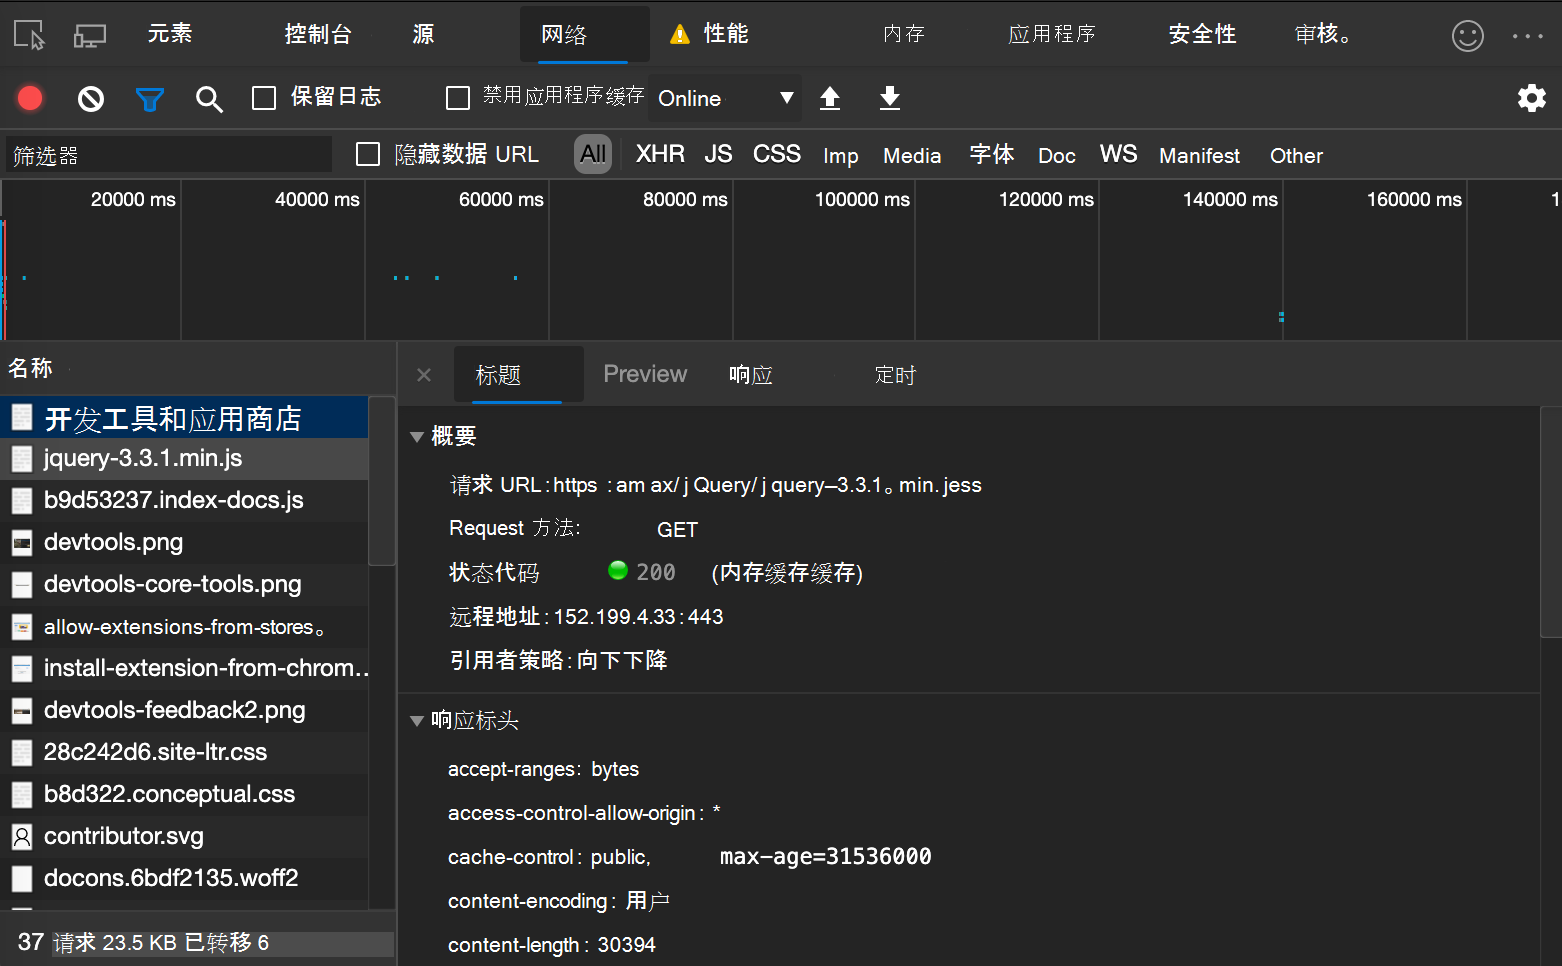 元素 控制台 源 网络 性能 内存 应用程序 安全性 审核。
保留日志 禁用应用程序缓存 Online
筛选器 隐藏数据 URL All XHR JS CSS Imp Media 字体 Doc WS Manifest Other
20000 ms 40000 ms 60000 ms 80000 ms 100000 ms 120000 ms 140000 ms 160000 ms 1
名称
开发工具和应用商店
jquery-3.3.1.min.js
b9d53237.index-docs.js
devtools.png
devtools-core-tools.png
allow-extensions-from-stores。
install-extension-from-chrom..
devtools-feedback2.png
28c242d6.site-ltr.css
b8d322.conceptual.css
contributor.svg
docons.6bdf2135.woff2
37 请求 23.5 KB 已转移 6
标题 Preview 响应 定时
概要
请求 URL:https :am ax/ j Query/ j query–3.3.1。min. jess
Request 方法: GET
状态代码 200 (内存缓存缓存)
远程地址:152.199.4.33:443
引用者策略:向下下降
响应标头
accept-ranges: bytes
access-control-allow-origin: *
cache-control: public, max-age=31536000
content-encoding: 用户
content-length: 30394